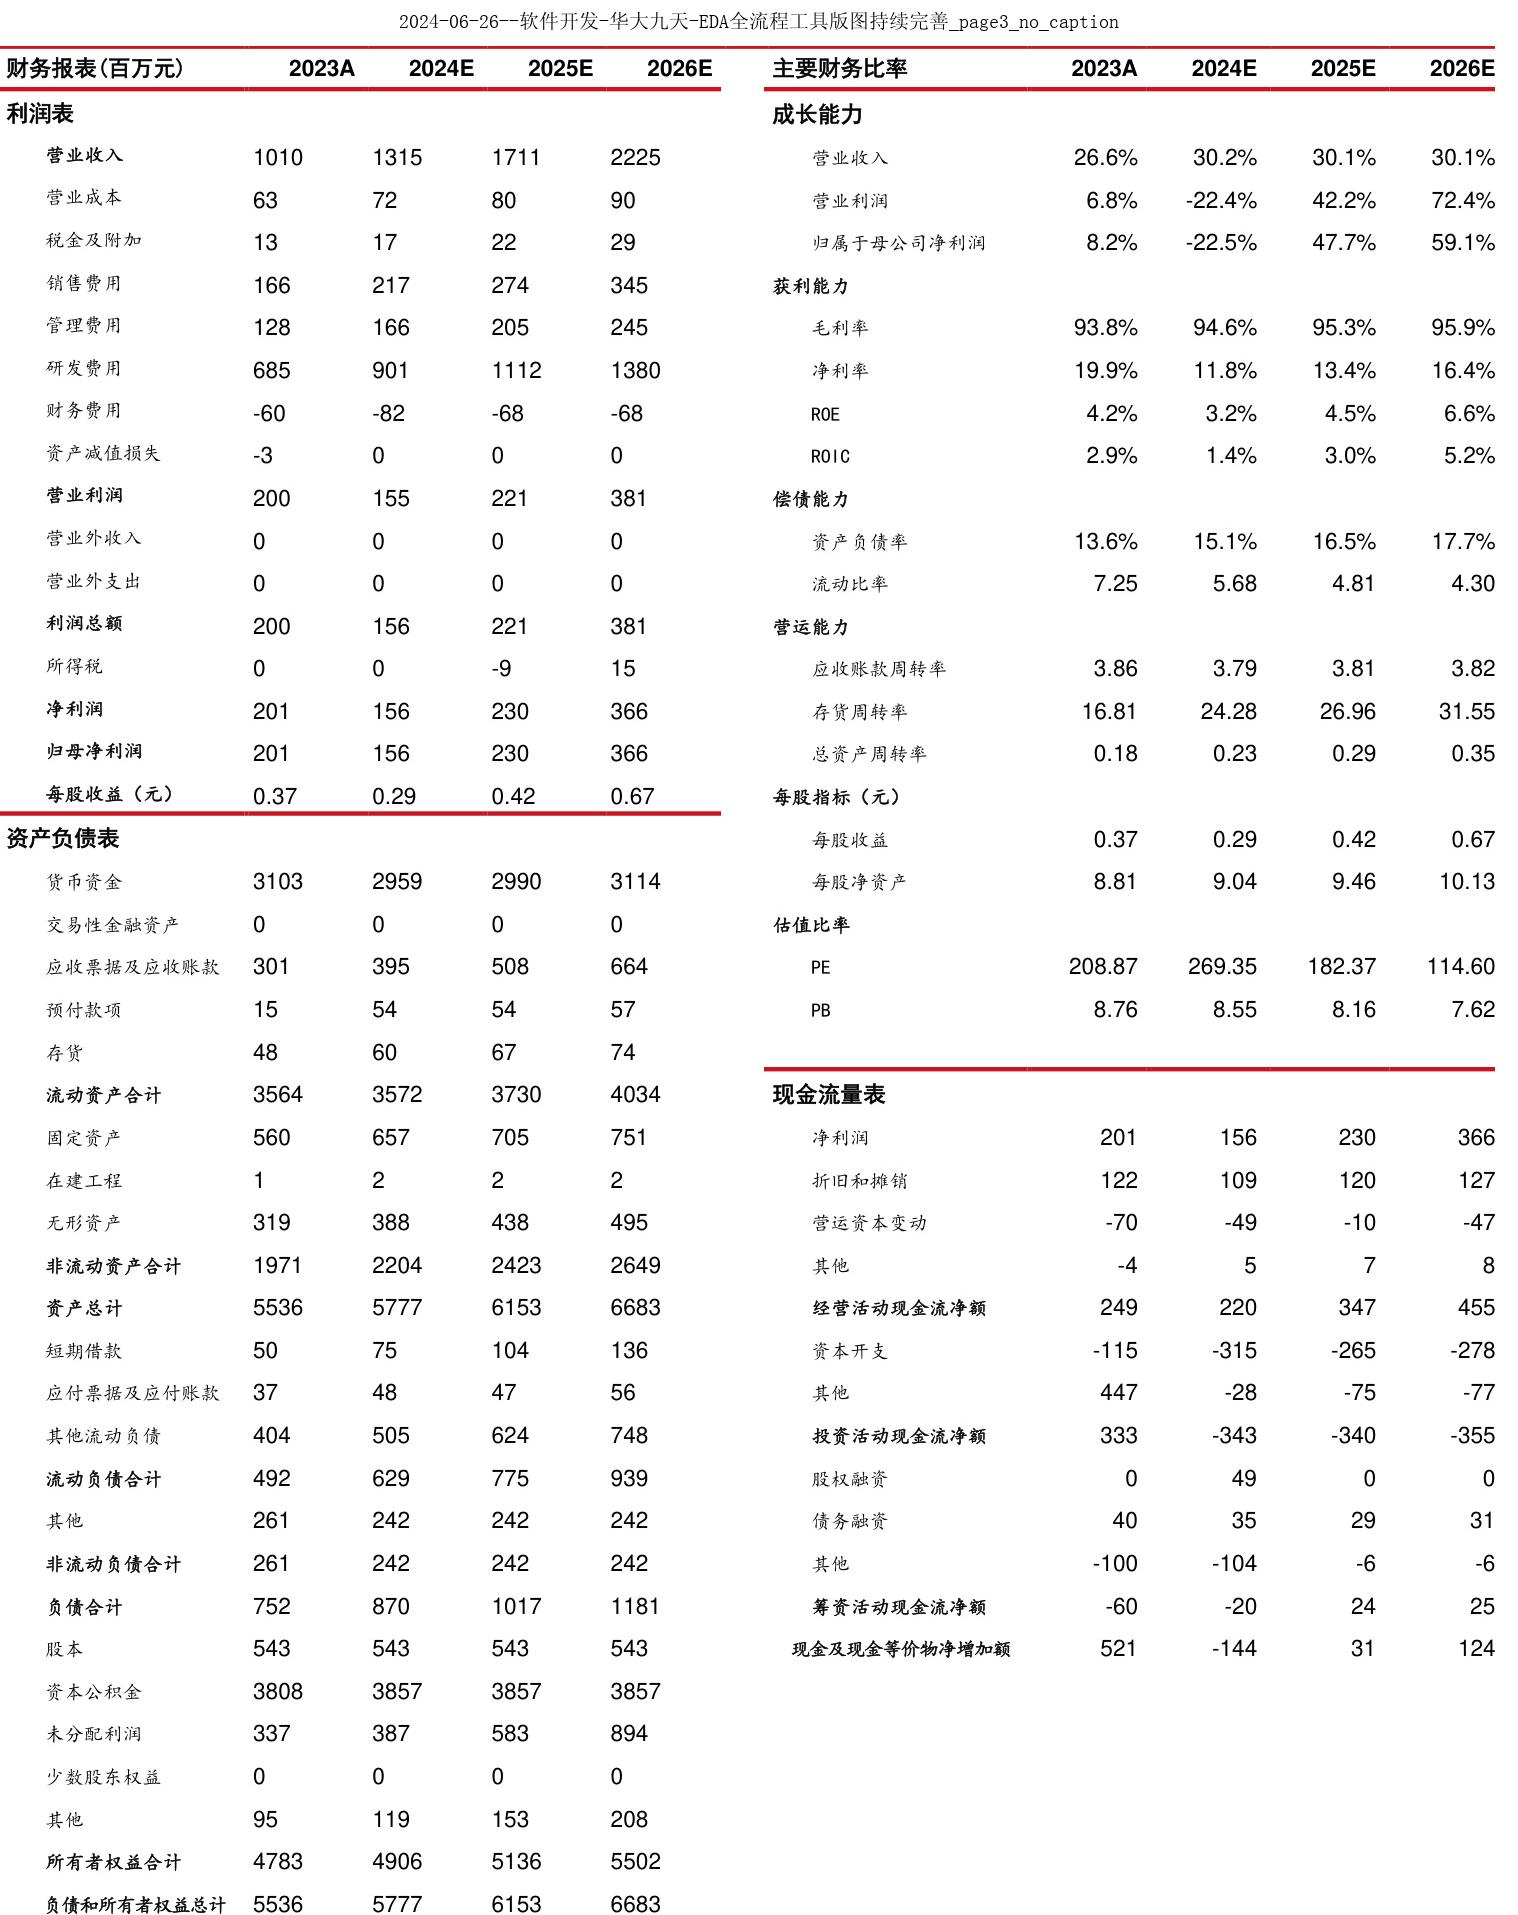 2024-06-26--软件开发-华大九天-EDA全流程工具版图持续完善_page3_no_caption
财务报表(百万元) 2023A 2024E 2025E 2026E
利润表
营业收入 1010 1315 1711 2225
营业成本 63 72 80 90
税金及附加 13 17 22 29
销售费用 166 217 274 345
管理费用 128 166 205 245
研发费用 685 901 1112 1380
财务费用 -60 -82 -68 -68
资产减值损失 -3 0 0 0
营业利润 200 155 221 381
营业外收入 0 0 0 0
营业外支出 0 0 0 0
利润总额 200 156 221 381
所得税 0 0 -9 15
净利润 201 156 230 366
归母净利润 201 156 230 366
每股收益（元） 0.37 0.29 0.42 0.67
资产负债表
货币资金 3103 2959 2990 3114
交易性金融资产 0 0 0 0
应收票据及应收账款 301 395 508 664
预付款项 15 54 54 57
存货 48 60 67 74
流动资产合计 3564 3572 3730 4034
固定资产 560 657 705 751
在建工程 1 2 2 2
无形资产 319 388 438 495
非流动资产合计 1971 2204 2423 2649
资产总计 5536 5777 6153 6683
短期借款 50 75 104 136
应付票据及应付账款 37 48 47 56
其他流动负债 404 505 624 748
流动负债合计 492 629 775 939
其他 261 242 242 242
非流动负债合计 261 242 242 242
负债合计 752 870 1017 1181
股本 543 543 543 543
资本公积金 3808 3857 3857 3857
未分配利润 337 387 583 894
少数股东权益 0 0 0 0
其他 95 119 153 208
所有者权益合计 4783 4906 5136 5502
负债和所有者权益总计 5536 5777 6153 6683
主要财务比率 2023A 2024E 2025E 2026E
成长能力
营业收入 26.6% 30.2% 30.1% 30.1%
营业利润 6.8% -22.4% 42.2% 72.4%
归属于母公司净利润 8.2% -22.5% 47.7% 59.1%
获利能力
毛利率 93.8% 94.6% 95.3% 95.9%
净利率 19.9% 11.8% 13.4% 16.4%
ROE 4.2% 3.2% 4.5% 6.6%
ROIC 2.9% 1.4% 3.0% 5.2%
偿债能力
资产负债率 13.6% 15.1% 16.5% 17.7%
流动比率 7.25 5.68 4.81 4.30
营运能力
应收账款周转率 3.86 3.79 3.81 3.82
存货周转率 16.81 24.28 26.96 31.55
总资产周转率 0.18 0.23 0.29 0.35
每股指标（元）
每股收益 0.37 0.29 0.42 0.67
每股净资产 8.81 9.04 9.46 10.13
估值比率
PE 208.87 269.35 182.37 114.60
PB 8.76 8.55 8.16 7.62
现金流量表
净利润 201 156 230 366
折旧和摊销 122 109 120 127
营运资本变动 -70 -49 -10 -47
其他 -4 5 7 8
经营活动现金流净额 249 220 347 455
资本开支 -115 -315 -265 -278
其他 447 -28 -75 -77
投资活动现金流净额 333 -343 -340 -355
股权融资 0 49 0 0
债务融资 40 35 29 31
其他 -100 -104 -6 -6
筹资活动现金流净额 -60 -20 24 25
现金及现金等价物净增加额 521 -144 31 124